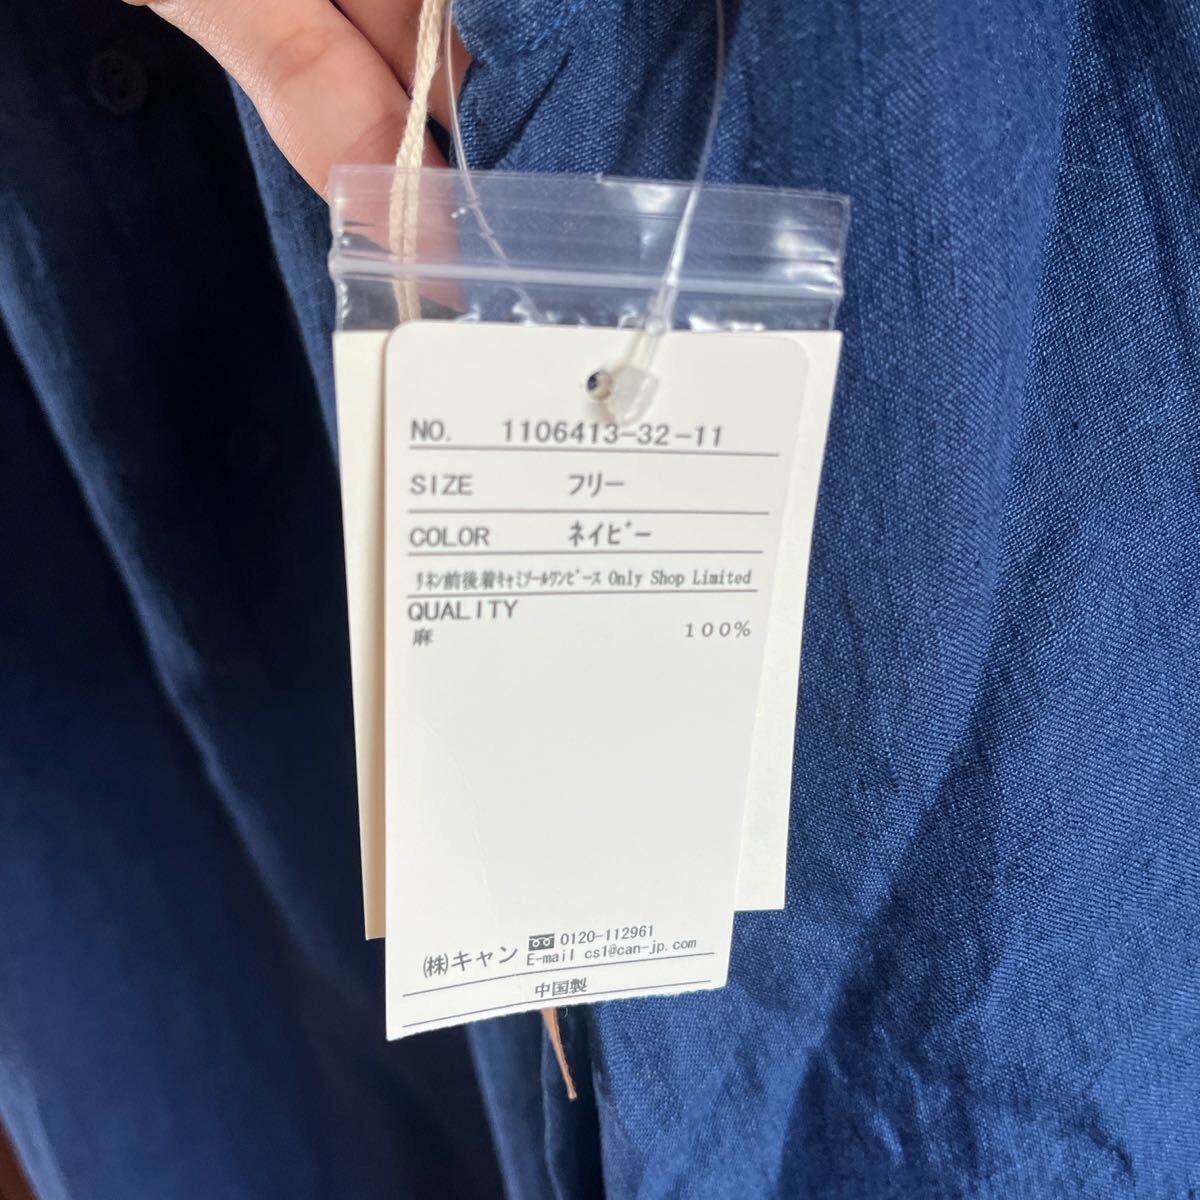 NO. 1106413-32-11
SIZE フリー
COLOR ネイビー
リネン前後着キャミソールワンピース Only Shop Limited
QUALITY
麻 100%
(株)キャン 0120-112961
E-mail cs1@can-jp.com
中国製